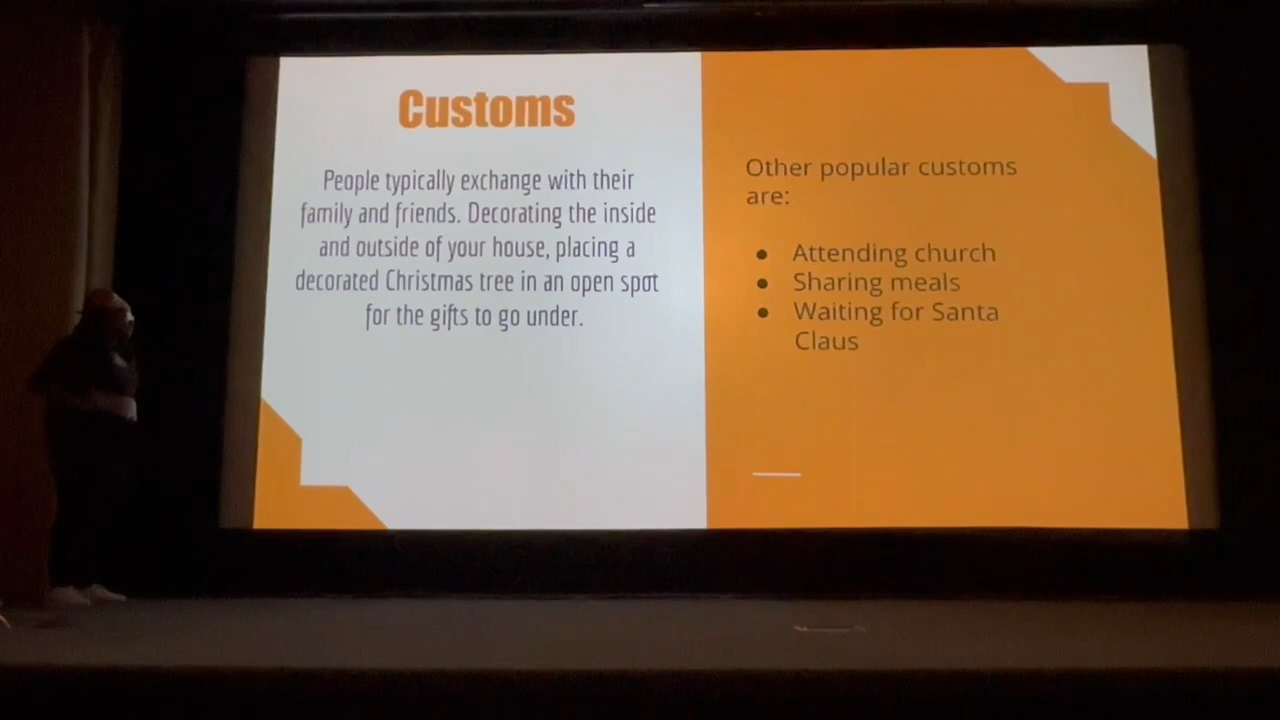 Customs
People typically exchange with their
family and friends. Decorating the inside
and outside of your house, placing a
decorated Christmas tree in an open spot
for the gifts to go under.
Other popular customs
are:
● Attending church
● Sharing meals
● Waiting for Santa
Claus